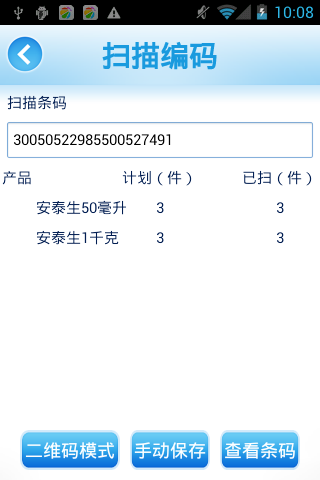 10:08
扫描编码
扫描条码
30050522985500527491
产品 计划（件） 已扫（件）
安泰生50毫升 3 3
安泰生1千克 3 3
二维码模式 手动保存 查看条码